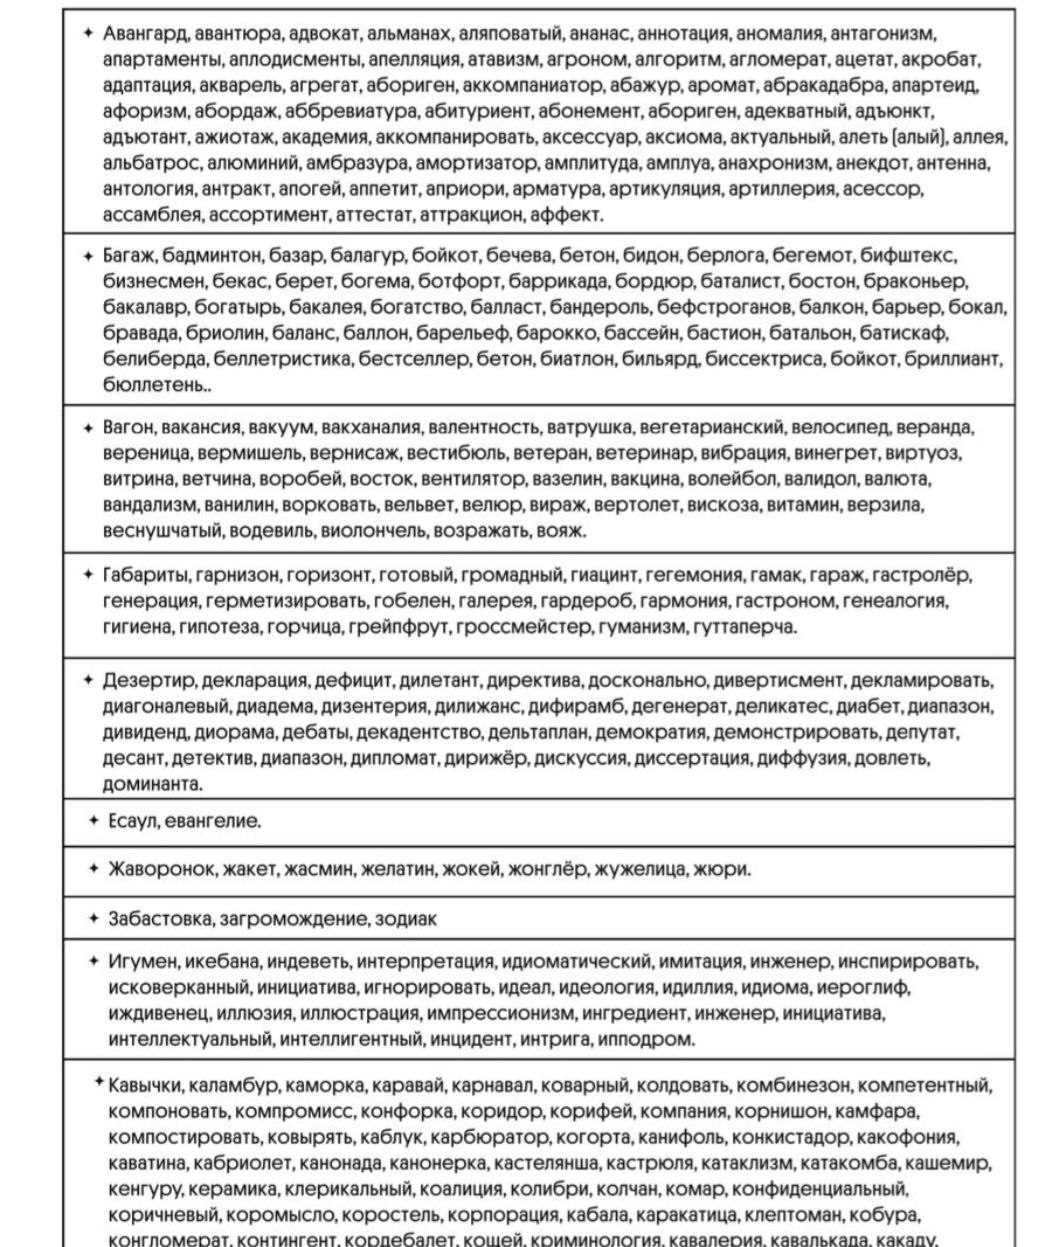 ✦ Авангард, авантюра, адвокат, альманах, аляповатый, ананас, аннотация, аномалия, антагонизм,
апартаменты, аплодисменты, апелляция, атавизм, агроном, алгоритм, агломерат, ацетат, акробат,
адаптация, акварель, агрегат, абориген, аккомпаниатор, абажур, аромат, абракадабра, апартеид,
афоризм, абордаж, аббревиатура, абитуриент, абонемент, абориген, адекватный, адъюнкт,
адъютант, ажиотаж, академия, аккомпанировать, аксессуар, аксиома, актуальный, алеть (алый), аллея,
альбатрос, алюминий, амбразура, амортизатор, амплитуда, амплуа, анахронизм, анекдот, антенна,
антология, антракт, апогей, аппетит, априори, арматура, артикуляция, артиллерия, асессор,
ассамблея, ассортимент, аттестат, аттракцион, аффект.
✦ Багаж, бадминтон, базар, балагур, бойкот, бечева, бетон, бидон, берлога, бегемот, бифштекс,
бизнесмен, бекас, берет, богема, ботфорт, баррикада, бордюр, баталист, бостон, браконьер,
бакалавр, богатырь, бакалея, богатство, балласт, бандероль, бефстроганов, балкон, барьер, бокал,
бравада, бриолин, баланс, баллон, барельеф, барокко, бассейн, бастион, батальон, батискаф,
белиберда, беллетристика, бестселлер, бетон, биатлон, бильярд, биссектриса, бойкот, бриллиант,
бюллетень..
✦ Вагон, вакансия, вакуум, вакханалия, валентность, ватрушка, вегетарианский, велосипед, веранда,
вереница, вермишель, вернисаж, вестибюль, ветеран, ветеринар, вибрация, винегрет, виртуоз,
витрина, ветчина, воробей, восток, вентилятор, вазелин, вакцина, волейбол, валидол, валюта,
вандализм, ванилин, ворковать, вельвет, велюр, вираж, вертолет, вискоза, витамин, верзила,
веснушчатый, водевиль, виолончель, возражать, вояж.
✦ Габариты, гарнизон, горизонт, готовый, громадный, гиацинт, гегемония, гамак, гараж, гастролёр,
генерация, герметизировать, гобелен, галерея, гардероб, гармония, гастроном, генеалогия,
гигиена, гипотеза, горчица, грейпфрут, гроссмейстер, гуманизм, гуттаперча.
✦ Дезертир, декларация, дефицит, дилетант, директива, досконально, дивертисмент, декламировать,
диагоналевый, диадема, дизентерия, дилижанс, дифирамб, дегенерат, деликатес, диабет, диапазон,
дивиденд, диорама, дебаты, декадентство, дельтаплан, демократия, демонстрировать, депутат,
десант, детектив, диапазон, дипломат, дирижёр, дискуссия, диссертация, диффузия, довлеть,
доминанта.
✦ Есаул, евангелие.
✦ Жаворонок, жакет, жасмин, желатин, жокей, жонглёр, жужелица, жюри.
✦ Забастовка, загромождение, зодиак
✦ Игумен, икебана, индеветь, интерпретация, идиоматический, имитация, инженер, инспирировать,
исковерканный, инициатива, игнорировать, идеал, идеология, идиллия, идиома, иероглиф,
иждивенец, иллюзия, иллюстрация, импрессионизм, ингредиент, инженер, инициатива,
интеллектуальный, интеллигентный, инцидент, интрига, ипподром.
✦ Кавычки, каламбур, каморка, каравай, карнавал, коварный, колдовать, комбинезон, компетентный,
компоновать, компромисс, конфорка, коридор, корифей, компания, корнишон, камфара,
компостировать, ковырять, каблук, карбюратор, когорта, канифоль, конкистадор, какофония,
каватина, кабриолет, канонада, канонерка, кастелянша, кастрюля, катаклизм, катакомба, кашемир,
кенгуру, керамика, клерикальный, коалиция, колибри, колчан, комар, конфиденциальный,
коричневый, коромысло, коростель, корпорация, кабала, каракатица, клептоман, кобура,
конгломерат, контингент, кордебалет, кощей, криминология, кавалерия, кавалькада, какаду,